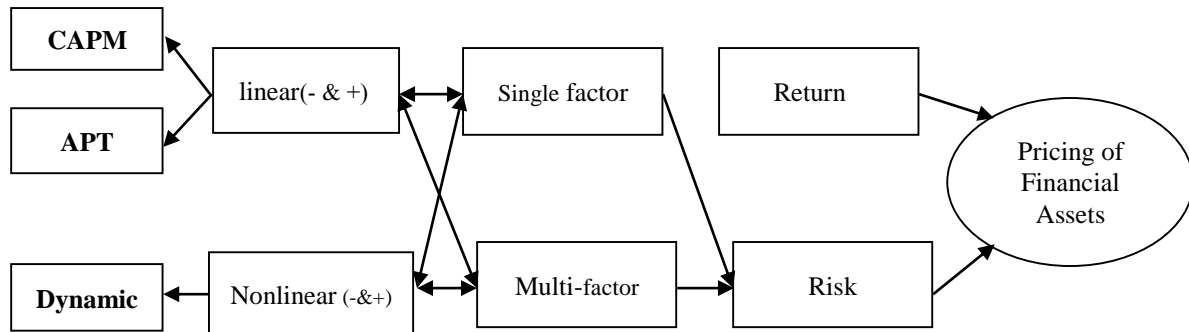 CAPM
linear(- & +)
Single factor
Return
APT
Pricing of
Financial
Assets
Dynamic
Nonlinear (-&+)
Multi-factor
Risk